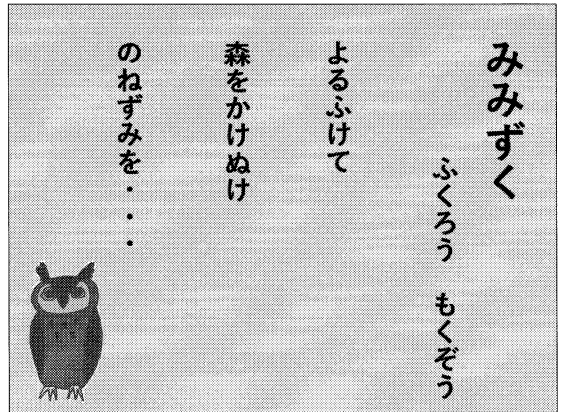 みみずく
ふくろう　もくぞう
よるふけて
森をかけぬけ
のねずみを・・・